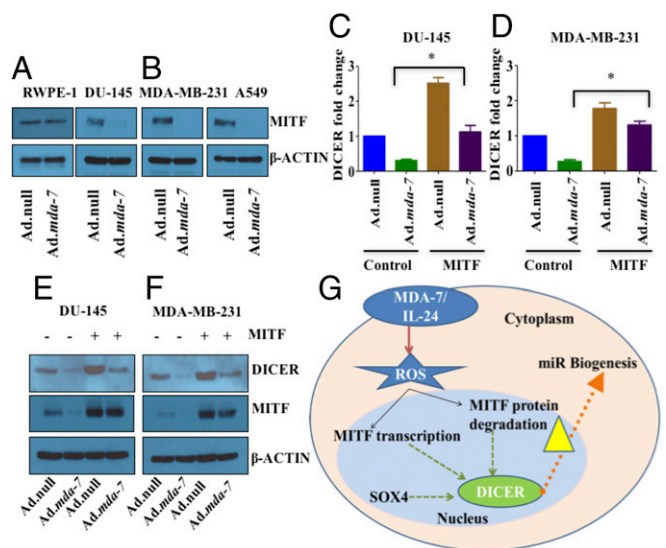 A
RWPE-1 DU-145
B
MDA-MB-231 A549
MITF
β-ACTIN
Ad.null
Ad.mda-7
Ad.null
Ad.mda-7
Ad.null
Ad.mda-7
Ad.null
Ad.mda-7
C
DU-145
DICER fold change
3
2
1
0
*
Ad.null
Ad.mda-7
Ad.null
Ad.mda-7
Control MITF
D
MDA-MB-231
DICER fold change
3
2
1
0
*
Ad.null
Ad.mda-7
Ad.null
Ad.mda-7
Control MITF
E
DU-145
F
MDA-MB-231
- - + + - - + + MITF
DICER
MITF
β-ACTIN
Ad.null
Ad.mda-7
Ad.null
Ad.mda-7
Ad.null
Ad.mda-7
Ad.null
Ad.mda-7
G
MDA-7/
IL-24
Cytoplasm
ROS
miR Biogenesis
MITF transcription
MITF protein
degradation
SOX4
DICER
Nucleus